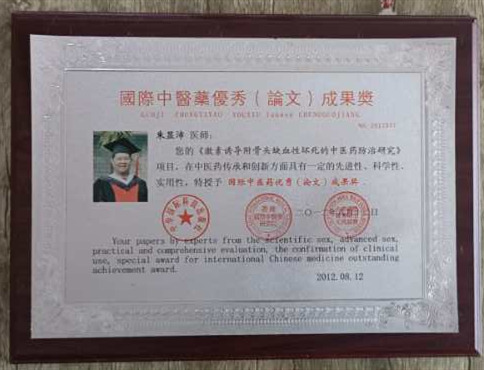 國際中醫藥優秀（論文）成果獎
GUOJI ZHONGYIYAO YOUXIU lunwen CHENGGUOJIANG
朱显沛 医師：
您的《激素诱导附骨头缺血性坏死的中医药防治研究》
项目，在中医药传承和创新方面具有一定的先进性、科学性、
实用性，特授予 国际中医药优秀（论文）成果奖。
Your papers by experts from the scientific sex, advanced sex,
practical and comprehensive evaluation, the confirmation of clinical
use, special award for international Chinese medicine outstanding
achievement award.
2012.08.12